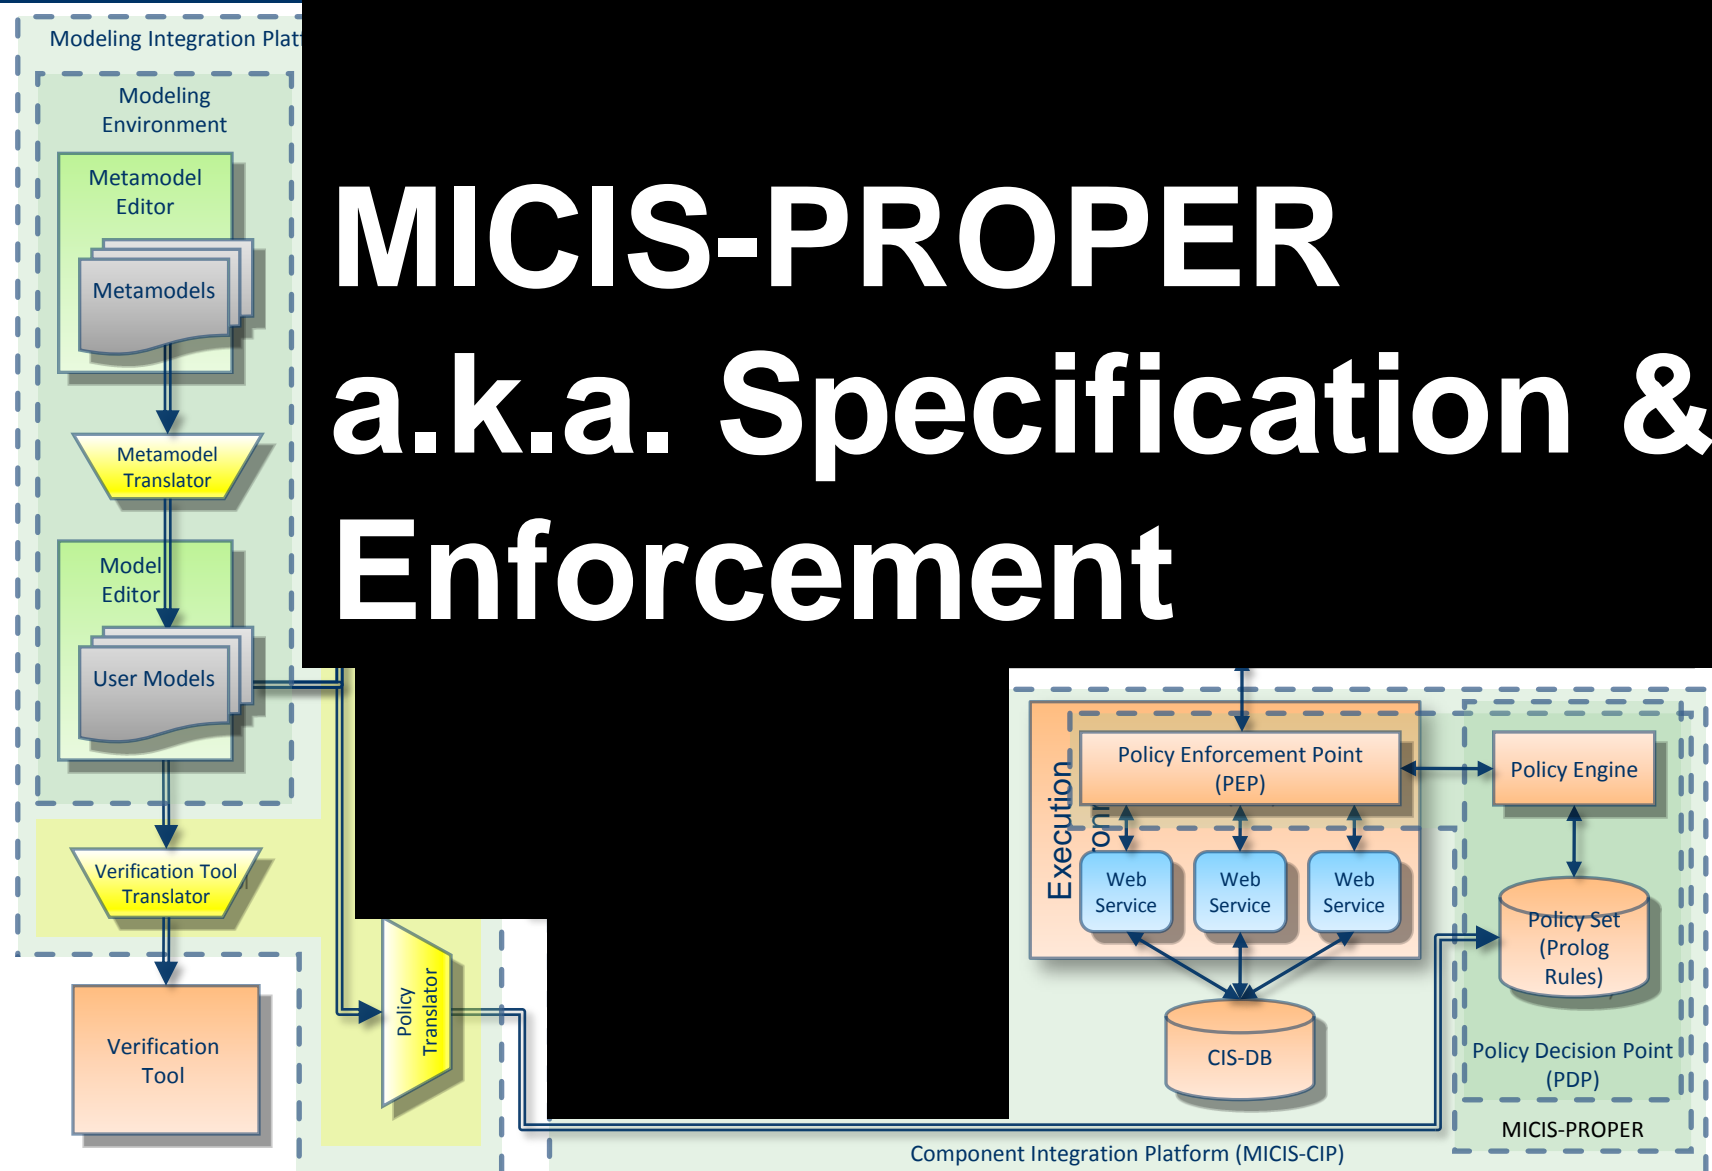 Modeling Integration Plat
Modeling
Environment
Metamodel
Editor
Metamodels
Metamodel
Translator
Model
Editor
User Models
Verification Tool
Translator
Verification
Tool
MICIS-PROPER
a.k.a. Specification &
Enforcement
Policy
Translator
Execution
Policy Enforcement Point
(PEP)
Policy Engine
Web
Service
Web
Service
Web
Service
CIS-DB
Policy Set
(Prolog
Rules)
Policy Decision Point
(PDP)
MICIS-PROPER
Component Integration Platform (MICIS-CIP)